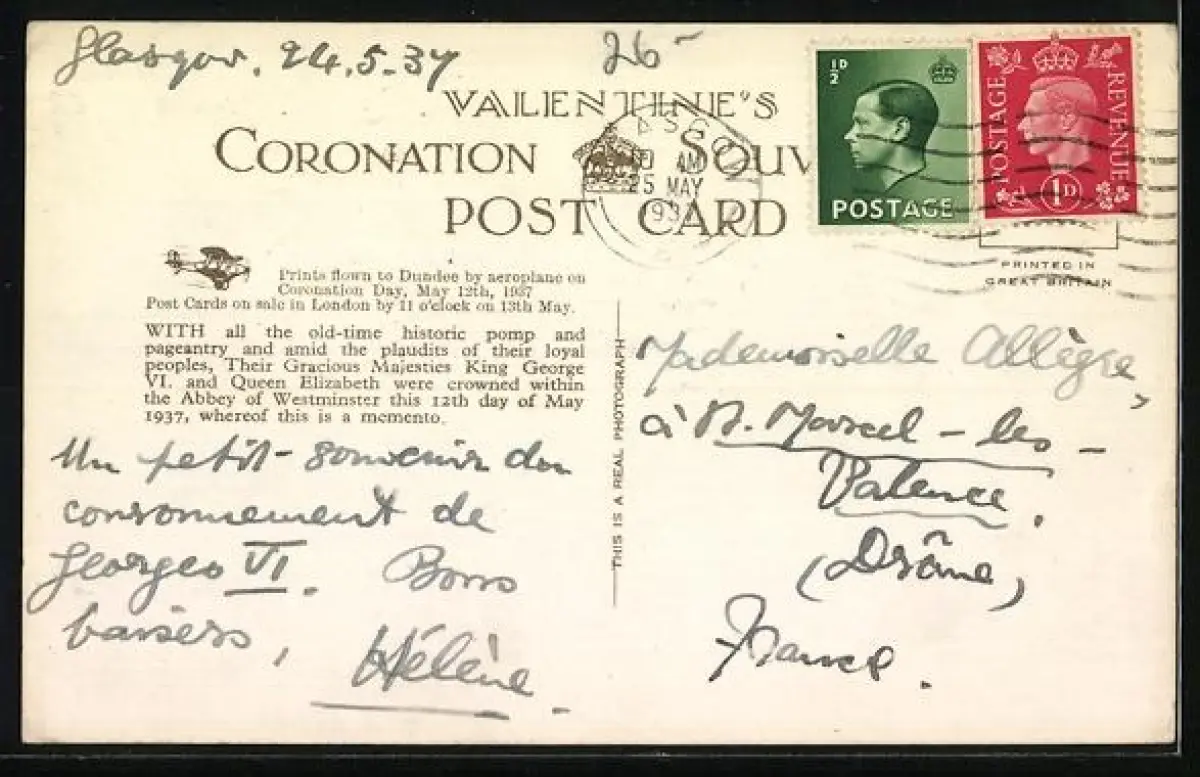 Glasgow, 24.5.37
26-
VALENTINE'S
CORONATION SOUV
POST CARD
½D
POSTAGE
POSTAGE
REVENUE
1D
AM
25 MAY
193
PRINTED IN
GREAT BRITAIN
Prints flown to Dundee by aeroplane on
Coronation Day, May 12th, 1937
Post Cards on sale in London by 11 o'clock on 13th May.
WITH all the old-time historic pomp and
pageantry and amid the plaudits of their loyal
peoples, Their Gracious Majesties King George
VI. and Queen Elizabeth were crowned within
the Abbey of Westminster this 12th day of May
1937, whereof this is a memento.
Un petit souvenir du
couronnement de
Georges VI. Bons
baisers,
Hélène.
THIS IS A REAL PHOTOGRAPH
Mademoiselle Allègre,
à St. Marcel-les-
Valence.
(Drôme)
France.